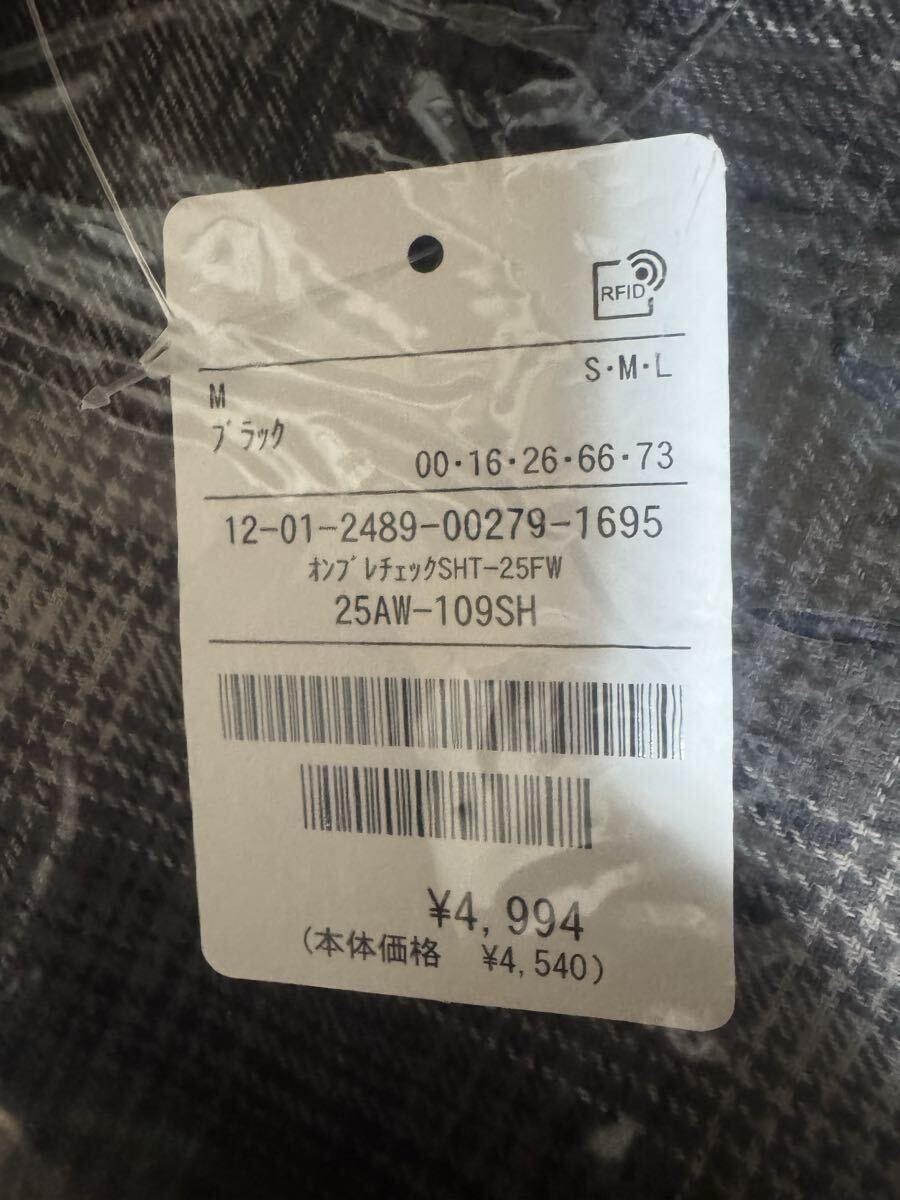 RFID
S・M・L
M
ﾌﾞﾗｯｸ
00・16・26・66・73
12-01-2489-00279-1695
ｵﾝﾌﾞﾚﾁｪｯｸSHT-25FW
25AW-109SH
¥4,994
(本体価格 ¥4,540)